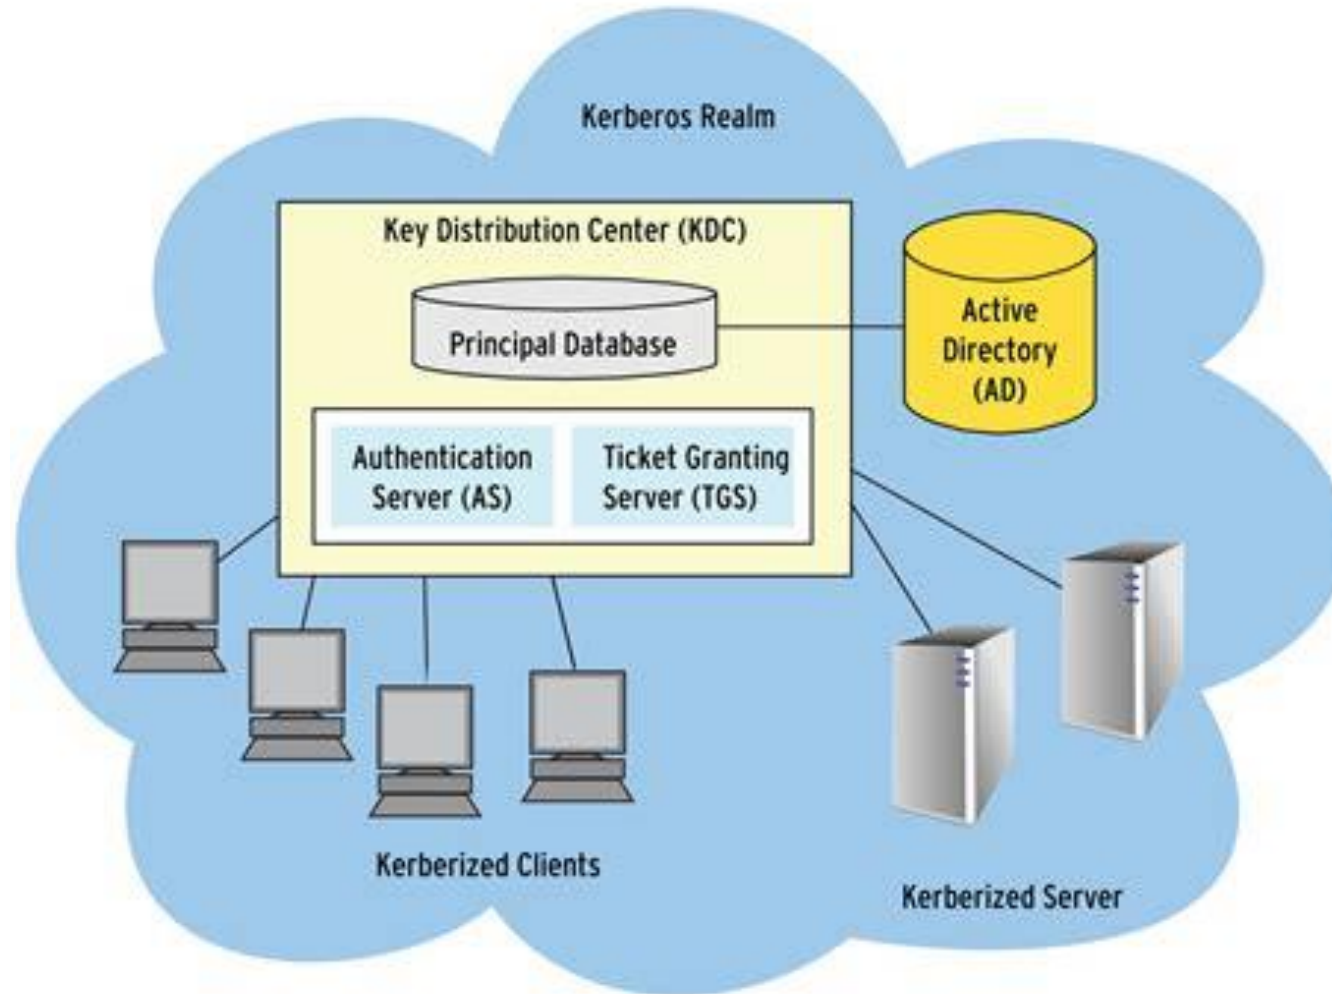 Kerberos Realm
Key Distribution Center (KDC)
Principal Database
Active
Directory
(AD)
Authentication
Server (AS)
Ticket Granting
Server (TGS)
Kerberized Clients
Kerberized Server